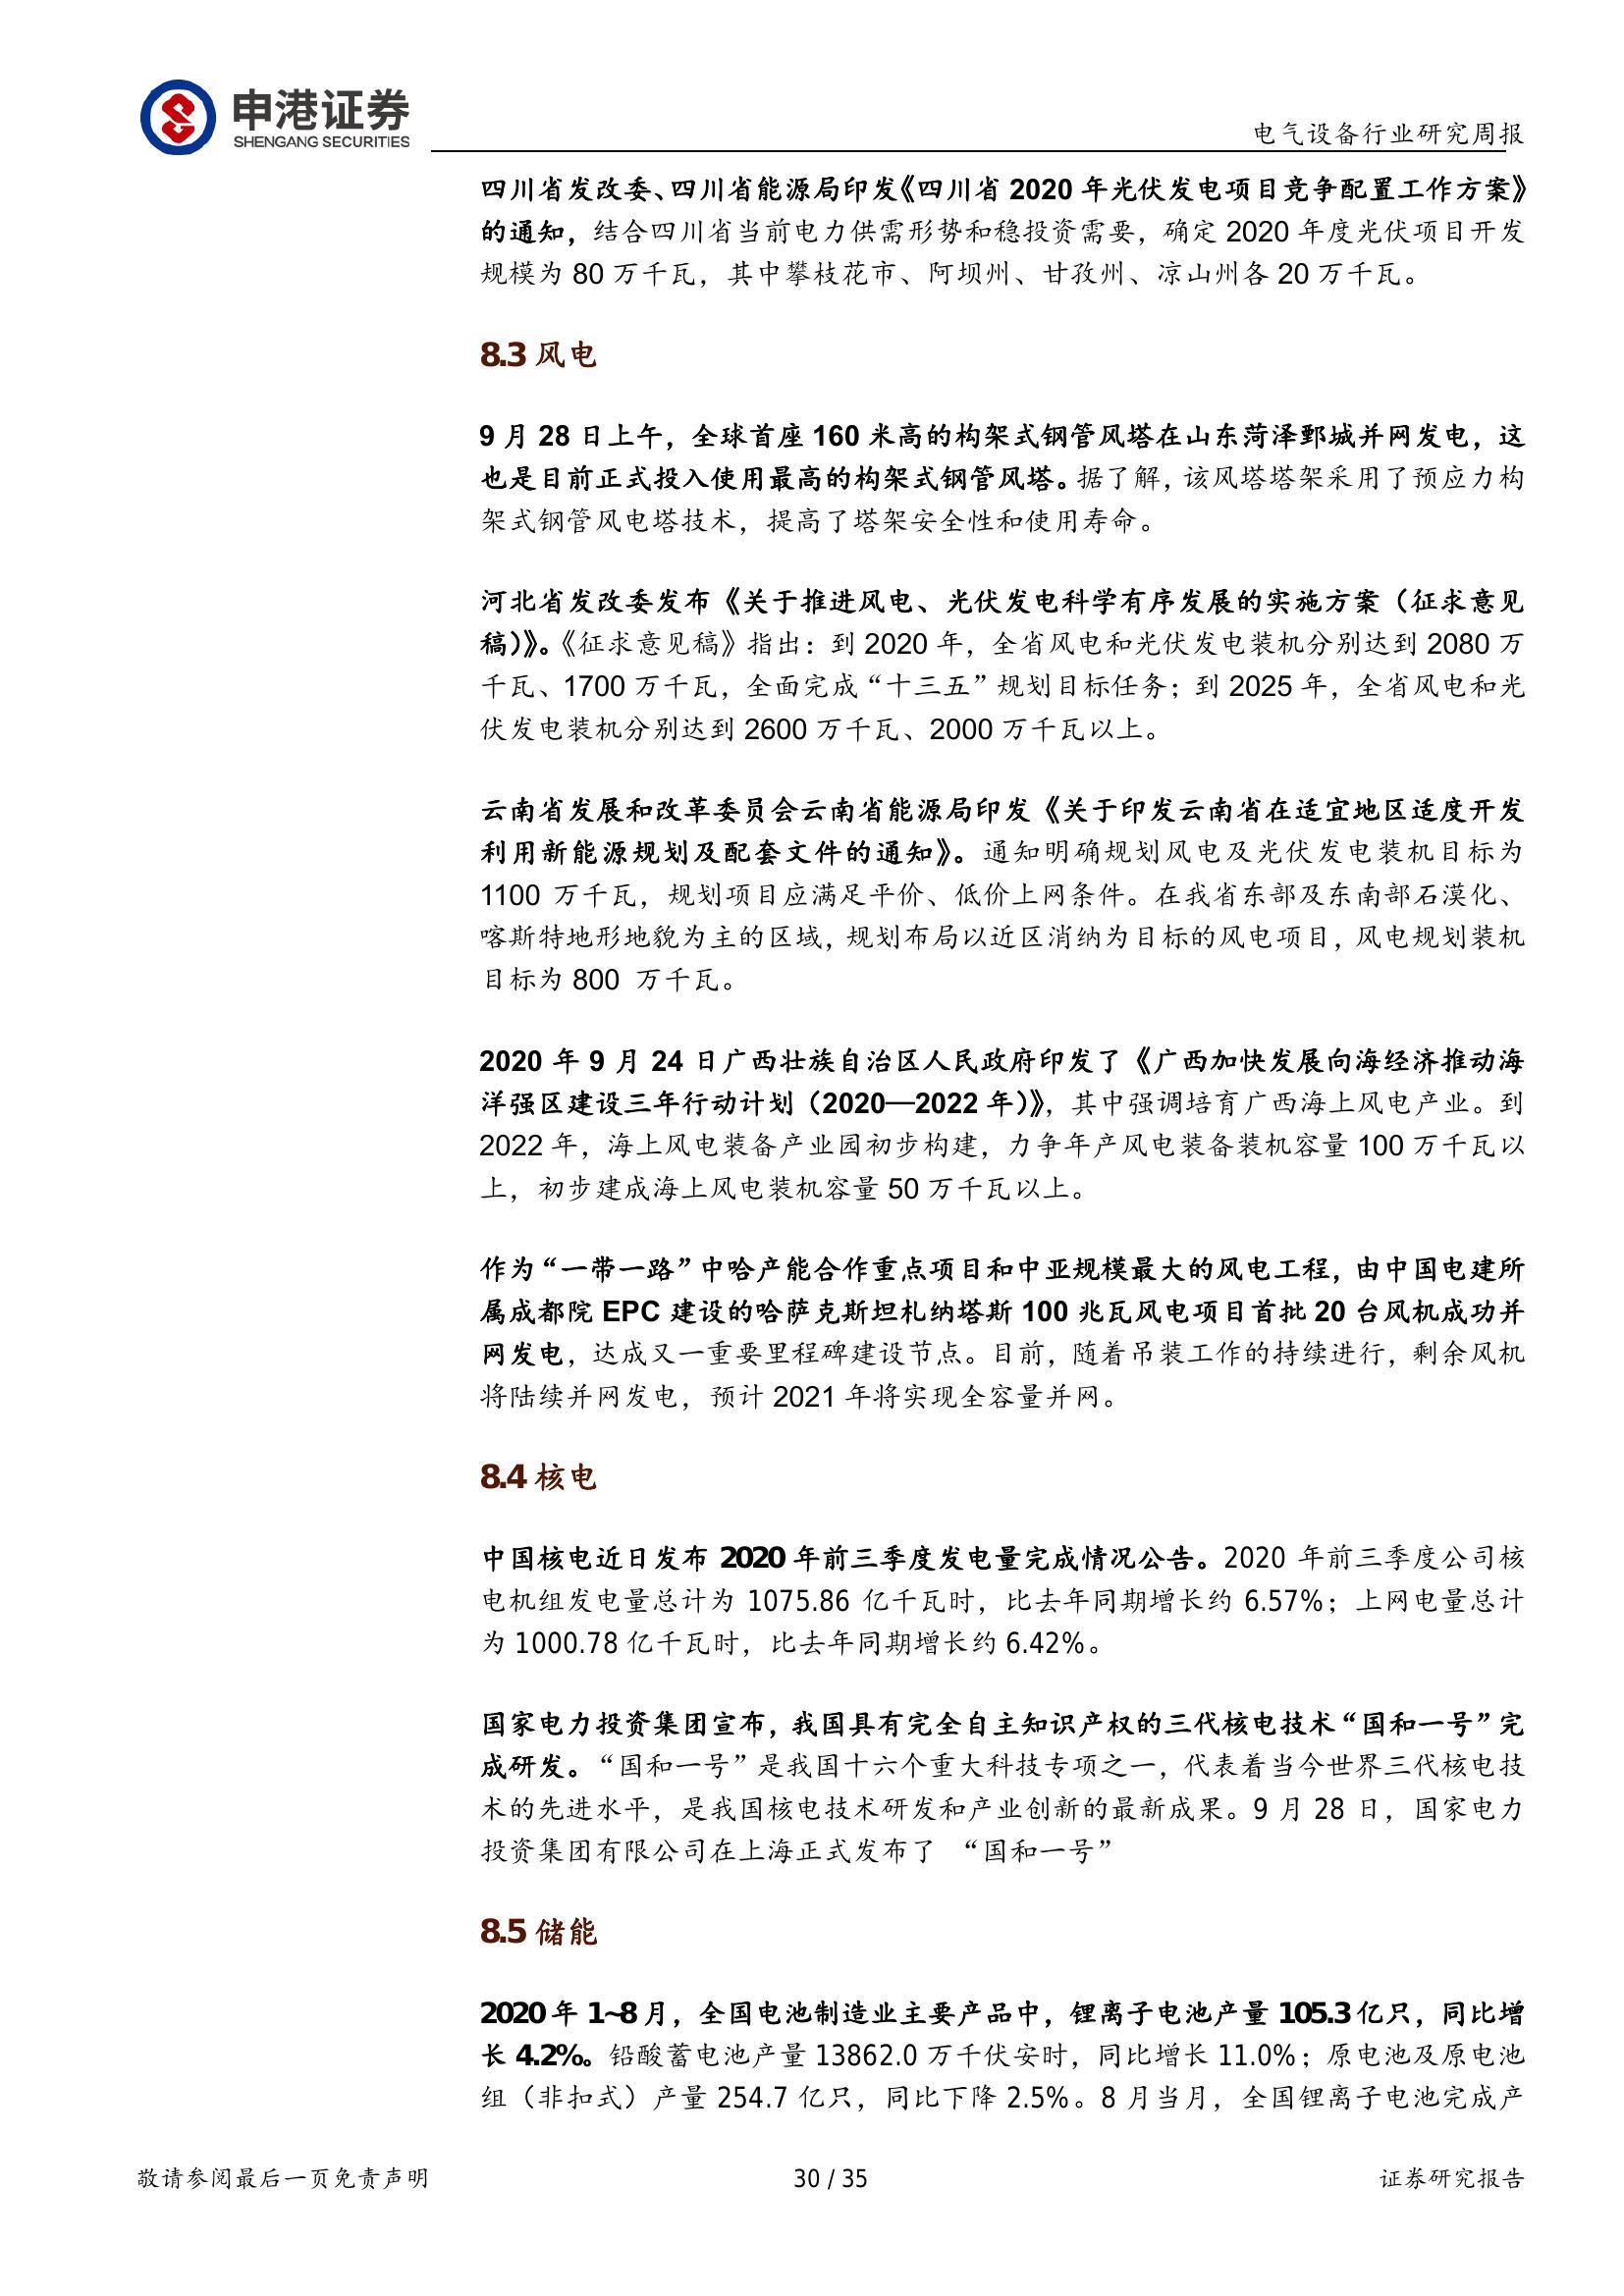 申港证券
SHENGANG SECURITIES
电气设备行业研究周报
四川省发改委、四川省能源局印发《四川省 2020 年光伏发电项目竞争配置工作方案》
的通知，结合四川省当前电力供需形势和稳投资需要，确定 2020 年度光伏项目开发
规模为 80 万千瓦，其中攀枝花市、阿坝州、甘孜州、凉山州各 20 万千瓦。
8.3 风电
9 月 28 日上午，全球首座 160 米高的构架式钢管风塔在山东菏泽鄄城并网发电，这
也是目前正式投入使用最高的构架式钢管风塔。据了解，该风塔塔架采用了预应力构
架式钢管风电塔技术，提高了塔架安全性和使用寿命。
河北省发改委发布《关于推进风电、光伏发电科学有序发展的实施方案（征求意见
稿）》。《征求意见稿》指出：到 2020 年，全省风电和光伏发电装机分别达到 2080 万
千瓦、1700 万千瓦，全面完成“十三五”规划目标任务；到 2025 年，全省风电和光
伏发电装机分别达到 2600 万千瓦、2000 万千瓦以上。
云南省发展和改革委员会云南省能源局印发《关于印发云南省在适宜地区适度开发
利用新能源规划及配套文件的通知》。通知明确规划风电及光伏发电装机目标为
1100 万千瓦，规划项目应满足平价、低价上网条件。在我省东部及东南部石漠化、
喀斯特地形地貌为主的区域，规划布局以近区消纳为目标的风电项目，风电规划装机
目标为 800 万千瓦。
2020 年 9 月 24 日广西壮族自治区人民政府印发了《广西加快发展向海经济推动海
洋强区建设三年行动计划（2020—2022 年）》，其中强调培育广西海上风电产业。到
2022 年，海上风电装备产业园初步构建，力争年产风电装备装机容量 100 万千瓦以
上，初步建成海上风电装机容量 50 万千瓦以上。
作为“一带一路”中哈产能合作重点项目和中亚规模最大的风电工程，由中国电建所
属成都院 EPC 建设的哈萨克斯坦札纳塔斯 100 兆瓦风电项目首批 20 台风机成功并
网发电，达成又一重要里程碑建设节点。目前，随着吊装工作的持续进行，剩余风机
将陆续并网发电，预计 2021 年将实现全容量并网。
8.4 核电
中国核电近日发布 2020 年前三季度发电量完成情况公告。2020 年前三季度公司核
电机组发电量总计为 1075.86 亿千瓦时，比去年同期增长约 6.57%；上网电量总计
为 1000.78 亿千瓦时，比去年同期增长约 6.42%。
国家电力投资集团宣布，我国具有完全自主知识产权的三代核电技术“国和一号”完
成研发。“国和一号”是我国十六个重大科技专项之一，代表着当今世界三代核电技
术的先进水平，是我国核电技术研发和产业创新的最新成果。9 月 28 日，国家电力
投资集团有限公司在上海正式发布了 “国和一号”
8.5 储能
2020 年 1~8 月，全国电池制造业主要产品中，锂离子电池产量 105.3 亿只，同比增
长 4.2%。铅酸蓄电池产量 13862.0 万千伏安时，同比增长 11.0%；原电池及原电池
组（非扣式）产量 254.7 亿只，同比下降 2.5%。8 月当月，全国锂离子电池完成产
敬请参阅最后一页免责声明
30 / 35
证券研究报告